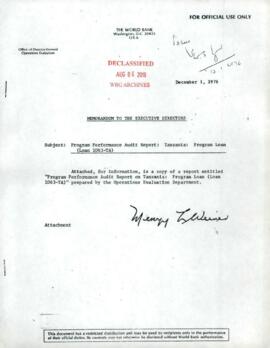 FOR OFFICIAL USE ONLY
THE WORLD BANK
Washington, D.C. 20433
U.S.A.
Office of Director-General
Operations Evaluation
DECLASSIFIED
AUG 06 2018
WBG ARCHIVES
December 1, 1976
MEMORANDUM TO THE EXECUTIVE DIRECTORS
Subject: Program Performance Audit Report: Tanzania: Program Loan
(Loan 1063-TA)
Attached, for information, is a copy of a report entitled
"Program Performance Audit Report on Tanzania: Program Loan (Loan
1063-TA)" prepared by the Operations Evaluation Department.
Attachment
This document has a restricted distribution and may be used by recipients only in the performance
of their official duties. Its contents may not otherwise be disclosed without World Bank authorization.